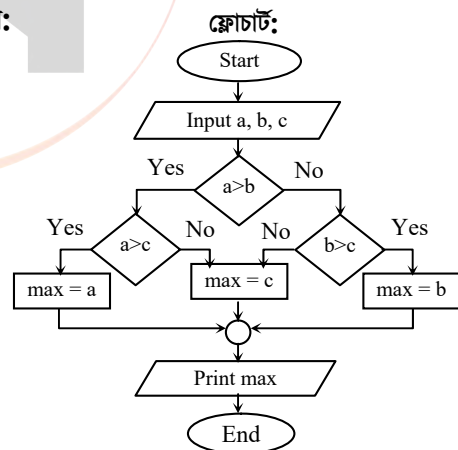 ফ্লোচার্ট:
Start
Input a, b, c
Yes
a>b
No
Yes
a>c
No
No
b>c
Yes
max = a
max = c
max = b
Print max
End